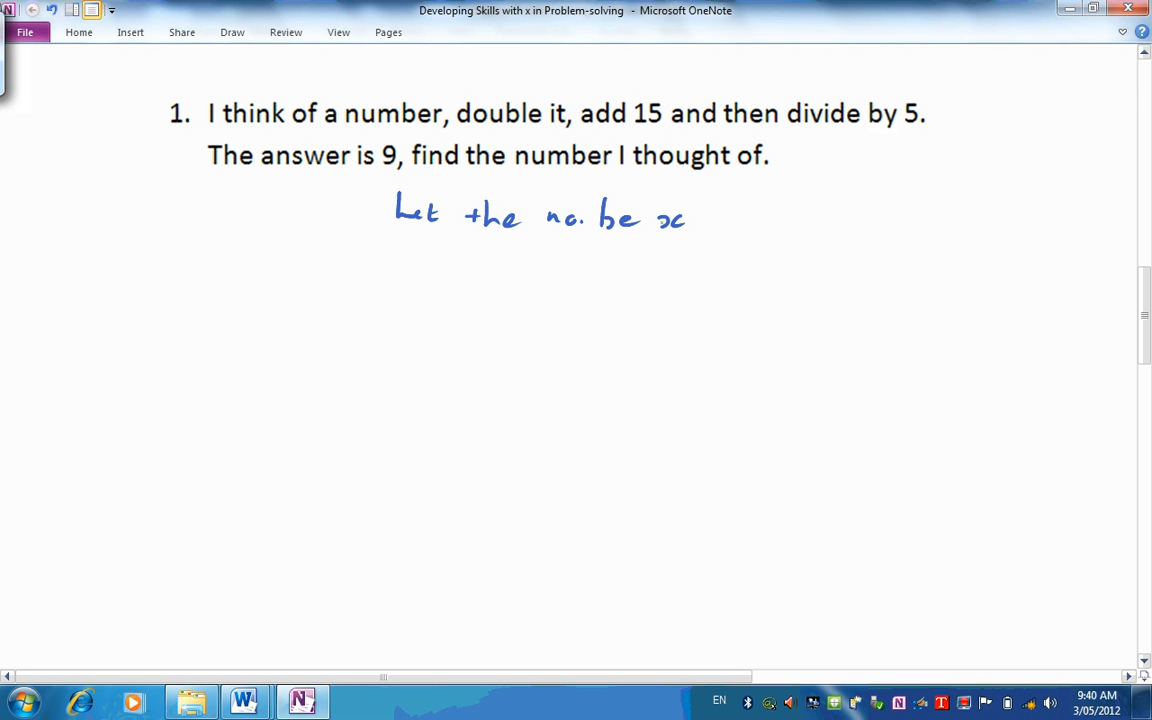 Developing Skills with x in Problem-solving - Microsoft OneNote
File Home Insert Share Draw Review View Pages
1. I think of a number, double it, add 15 and then divide by 5.
The answer is 9, find the number I thought of.
Let the no. be x
EN 9:40 AM
3/05/2012